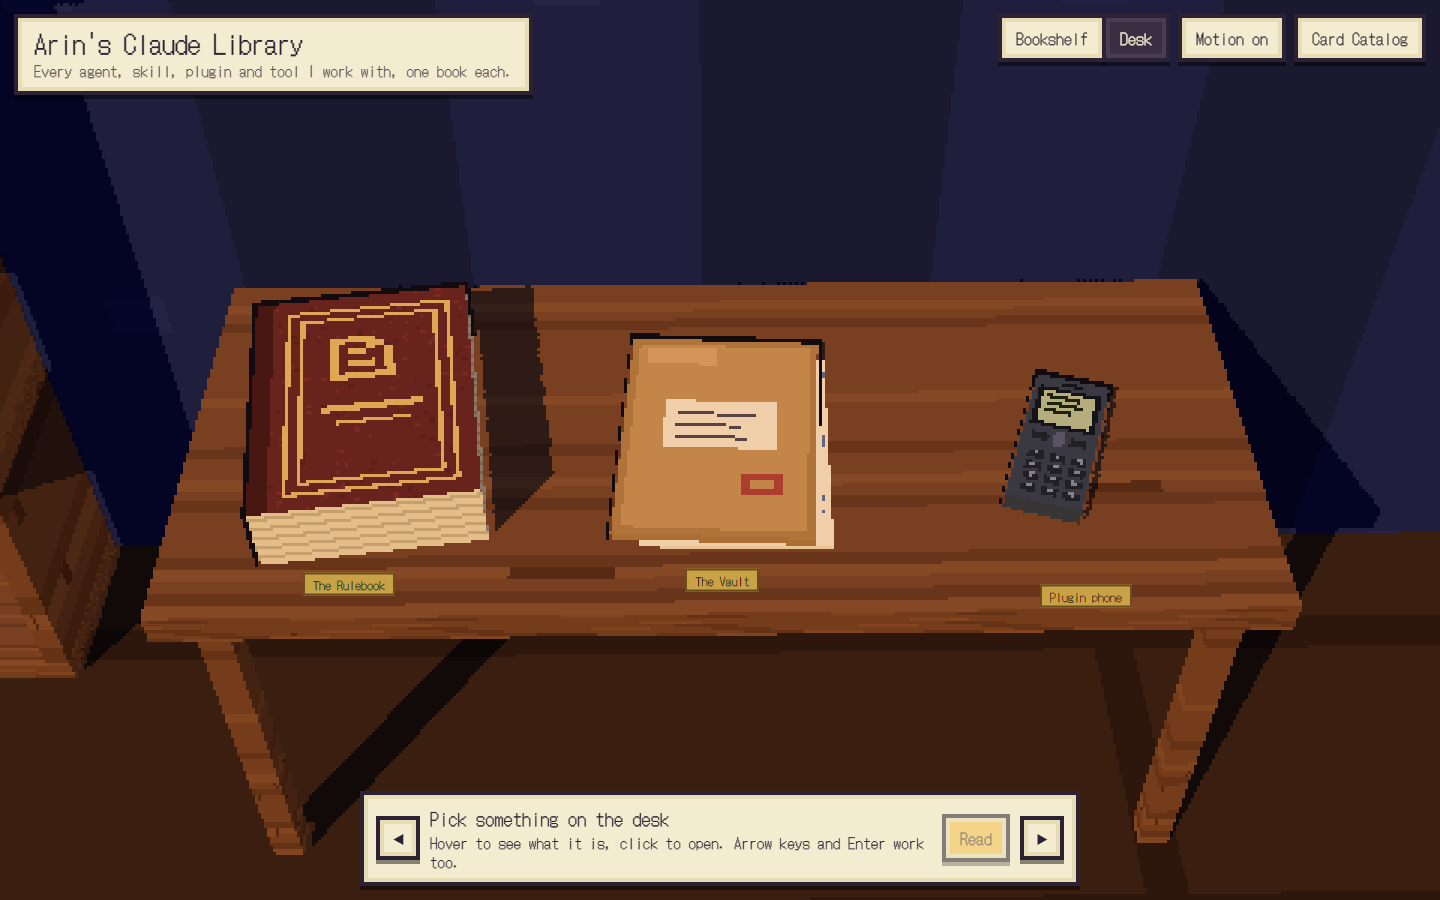 Arin's Claude Library
Every agent, skill, plugin and tool I work with, one book each.
Bookshelf
Desk
Motion on
Card Catalog
The Rulebook
The Vault
Plugin phone
Pick something on the desk
Hover to see what it is, click to open. Arrow keys and Enter work
too.
Read